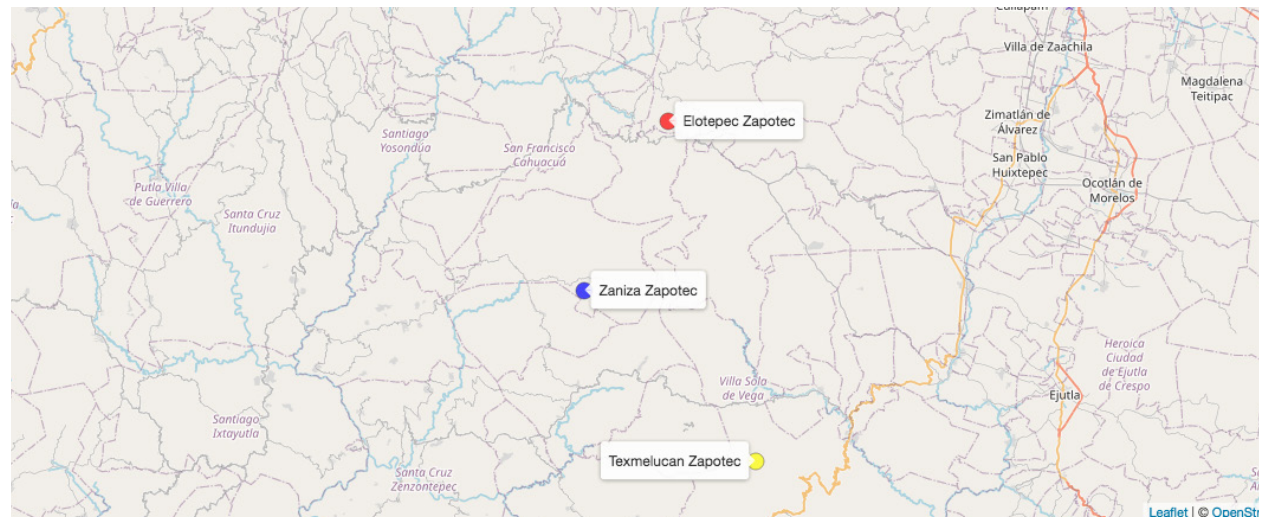 Villa de Zaachila
Magdalena
Teitipac
Elotepec Zapotec
Zimatlán de
Álvarez
Santiago
Yosondúa
San Francisco
Cahuacuá
San Pablo
Huixtepec
Putla Villa
de Guerrero
Ocotlán de
Morelos
Santa Cruz
Itundujia
Zaniza Zapotec
Heroica
Ciudad
de Ejutla
de Crespo
Villa Sola
de Vega
Ejutla
Santiago
Ixtayutla
Texmelucan Zapotec
Santa Cruz
Zenzontepec
Leaflet | © OpenStr